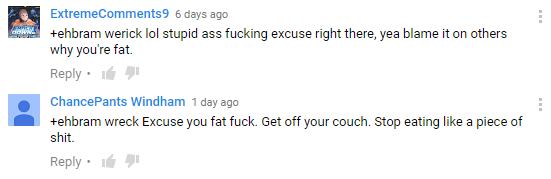 ExtremeComments9 6 days ago
+ehbram werick lol stupid ass fucking excuse right there, yea blame it on others
why you're fat.
Reply •
ChancePants Windham 1 day ago
+ehbram wreck Excuse you fat fuck. Get off your couch. Stop eating like a piece of
shit.
Reply •